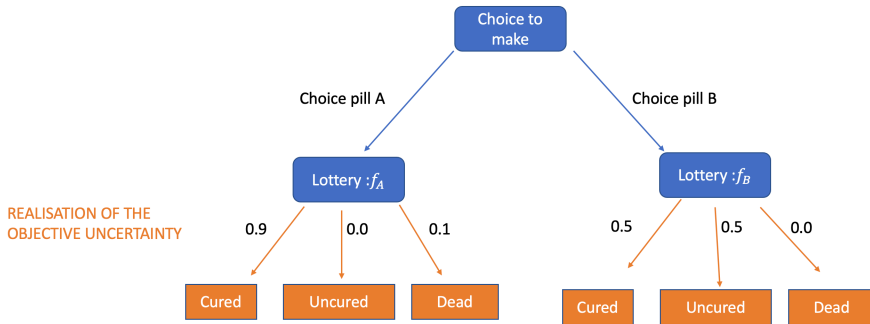 Choice to
make
Choice pill A
Choice pill B
Lottery :f_A
Lottery :f_B
REALISATION OF THE
OBJECTIVE UNCERTAINTY
0.9
0.0
0.1
0.5
0.5
0.0
Cured
Uncured
Dead
Cured
Uncured
Dead